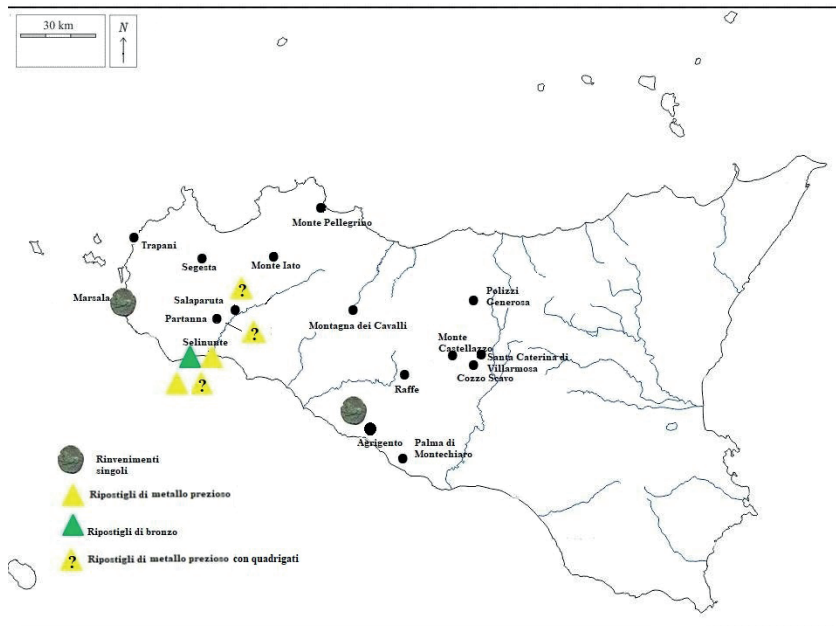 30 km
N
Monte Pellegrino
Trapani
Segesta
Monte Iato
Marsala
Salaparuta
?
Partanna
?
Montagna dei Cavalli
Polizzi
Generosa
Selinunte
Monte
Castellazzo
Santa Caterina di
Villarmosa
Cozzo Scavo
?
Raffe
Agrigento
Palma di
Montechiaro
Rinvenimenti
singoli
Ripostigli di metallo prezioso
Ripostigli di bronzo
? Ripostigli di metallo prezioso con quadrigati